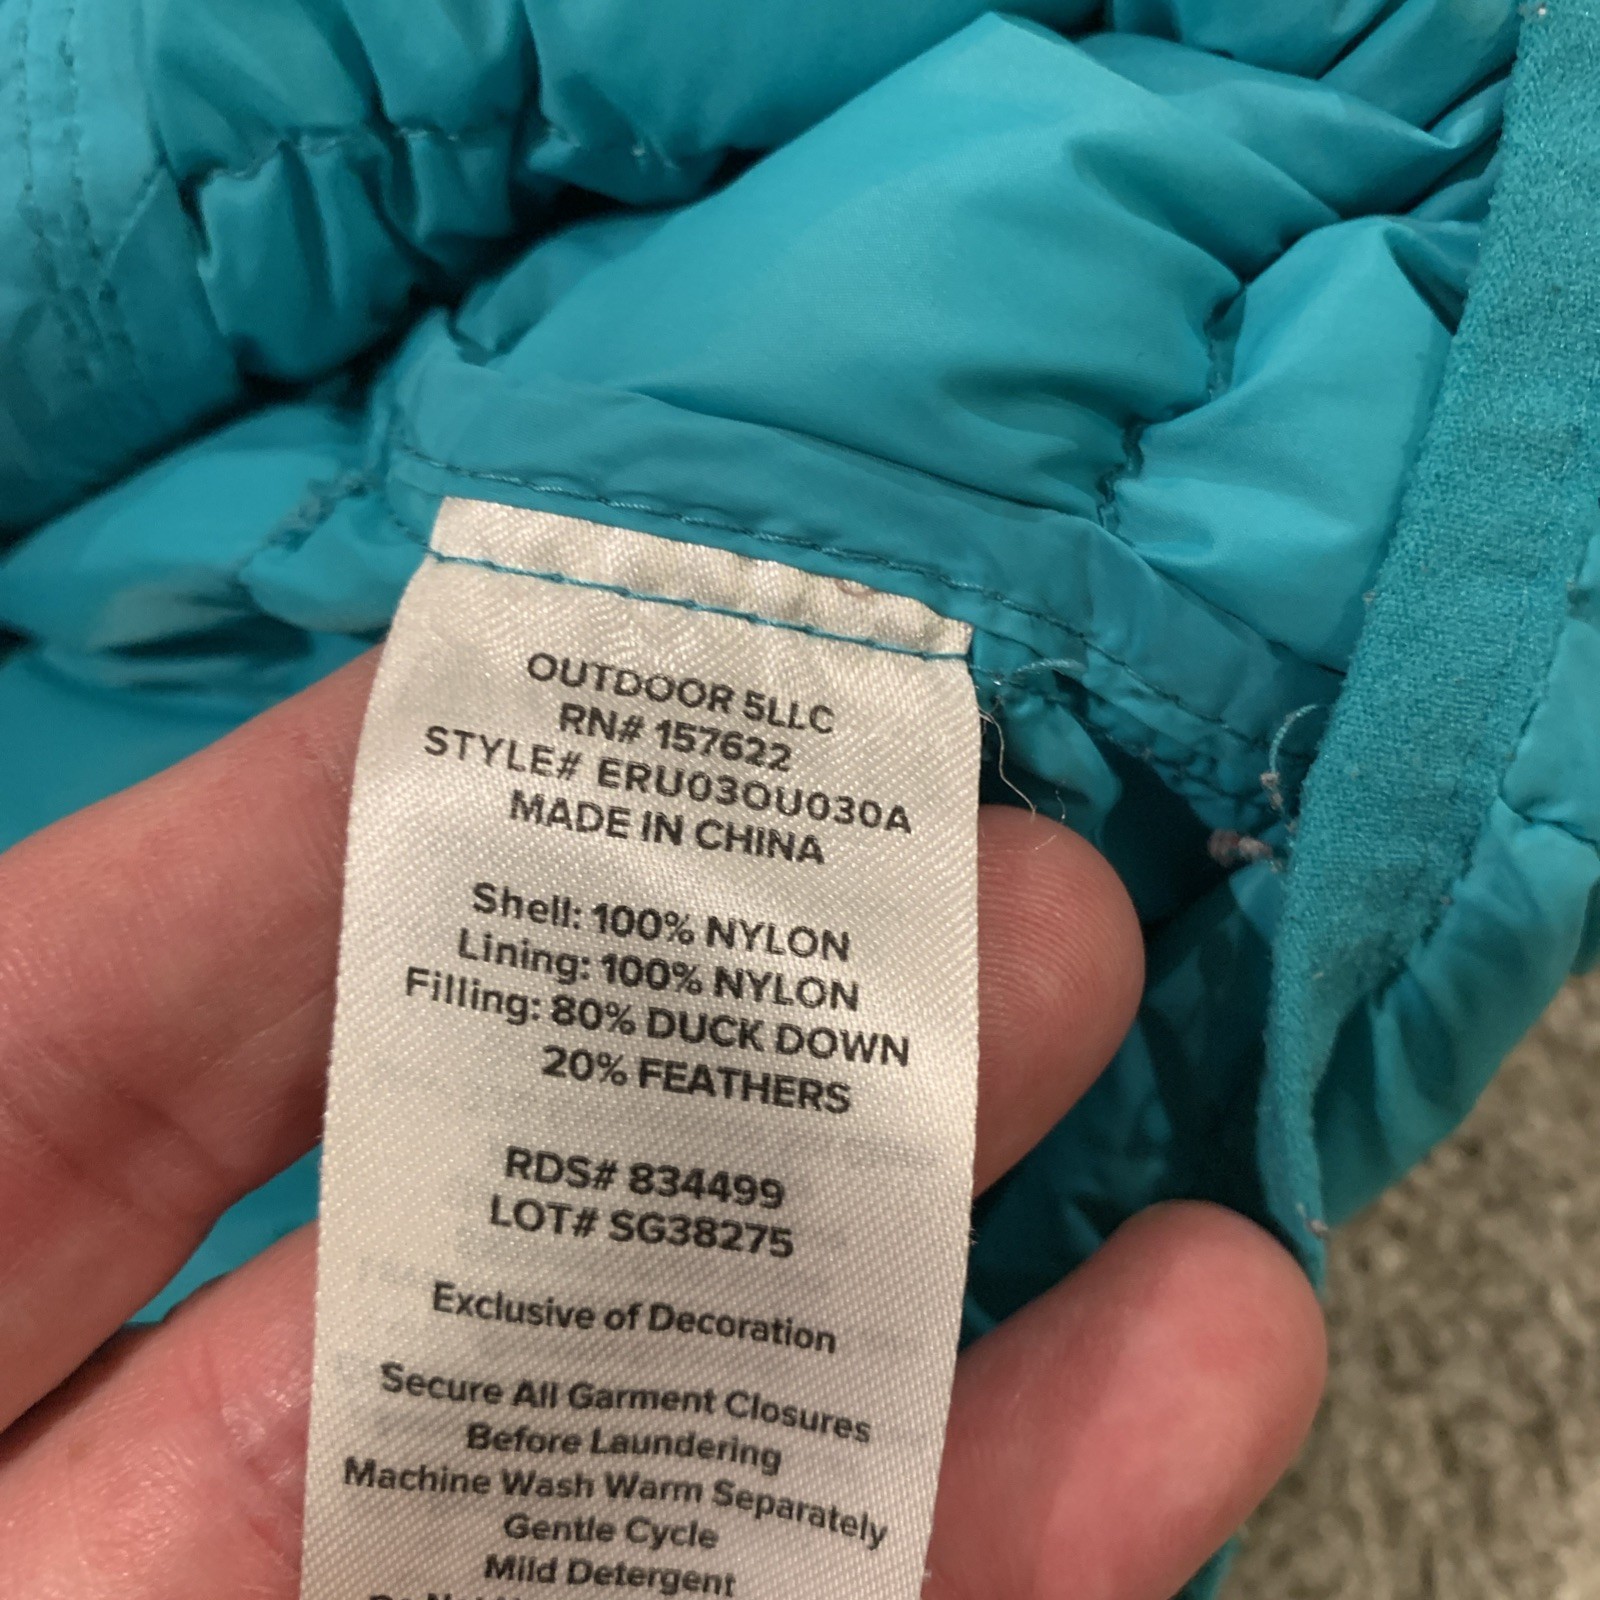 OUTDOOR 5LLC
RN# 157622
STYLE# ERU03OU030A
MADE IN CHINA
Shell: 100% NYLON
Lining: 100% NYLON
Filling: 80% DUCK DOWN
20% FEATHERS
RDS# 834499
LOT# SG38275
Exclusive of Decoration
Secure All Garment Closures
Before Laundering
Machine Wash Warm Separately
Gentle Cycle
Mild Detergent